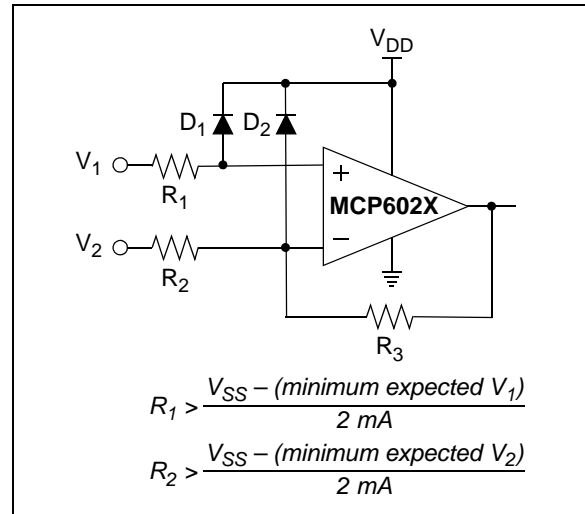 VDD
D1 D2
V1
R1
+
MCP602X
V2
R2
–
R3
R1 > VSS – (minimum expected V1)
2 mA
R2 > VSS – (minimum expected V2)
2 mA